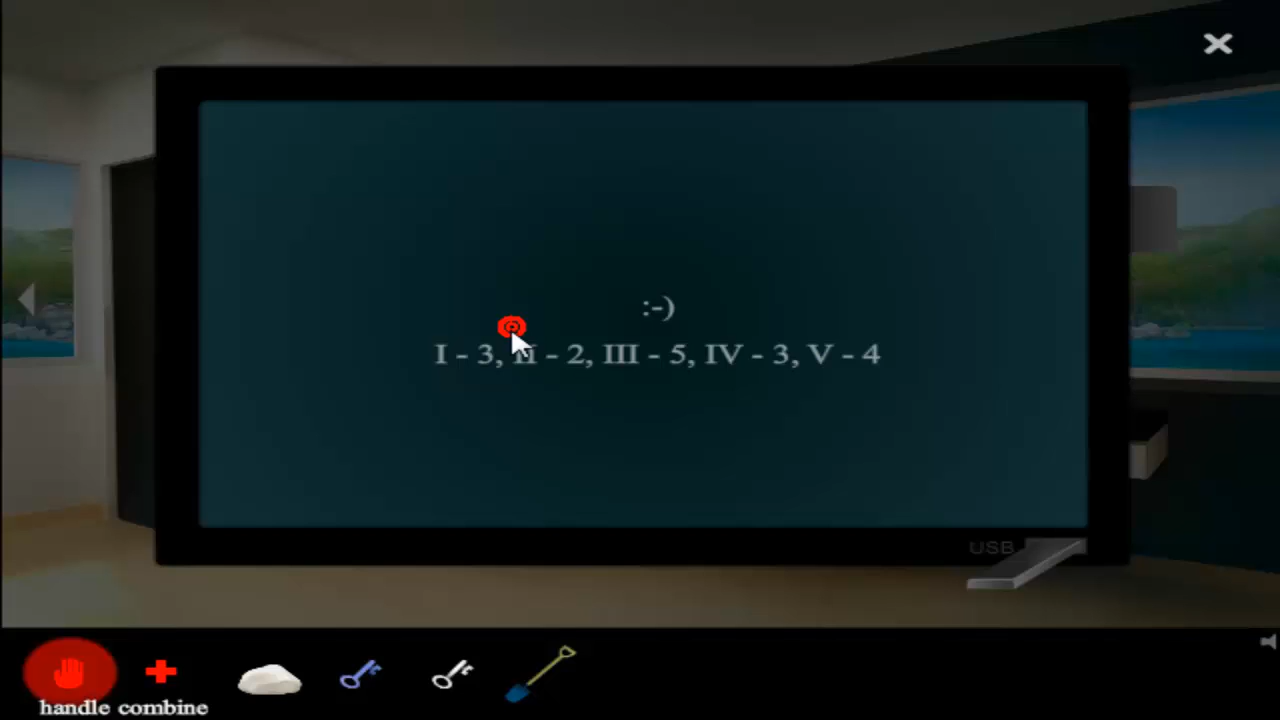 :-)
I - 3, II - 2, III - 5, IV - 3, V - 4
USB
handle combine